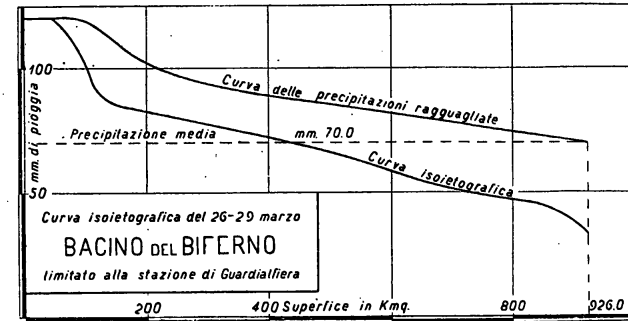 100
Curva delle precipitazioni ragguagliate
mm. di pioggia
Precipitazione media mm. 70.0
Curva isoietografica
50
Curva isoietografica del 26-29 marzo
BACINO DEL BIFERNO
limitato alla stazione di Guardialfiera
200 400 Superfice in Kmq. 800 926.0